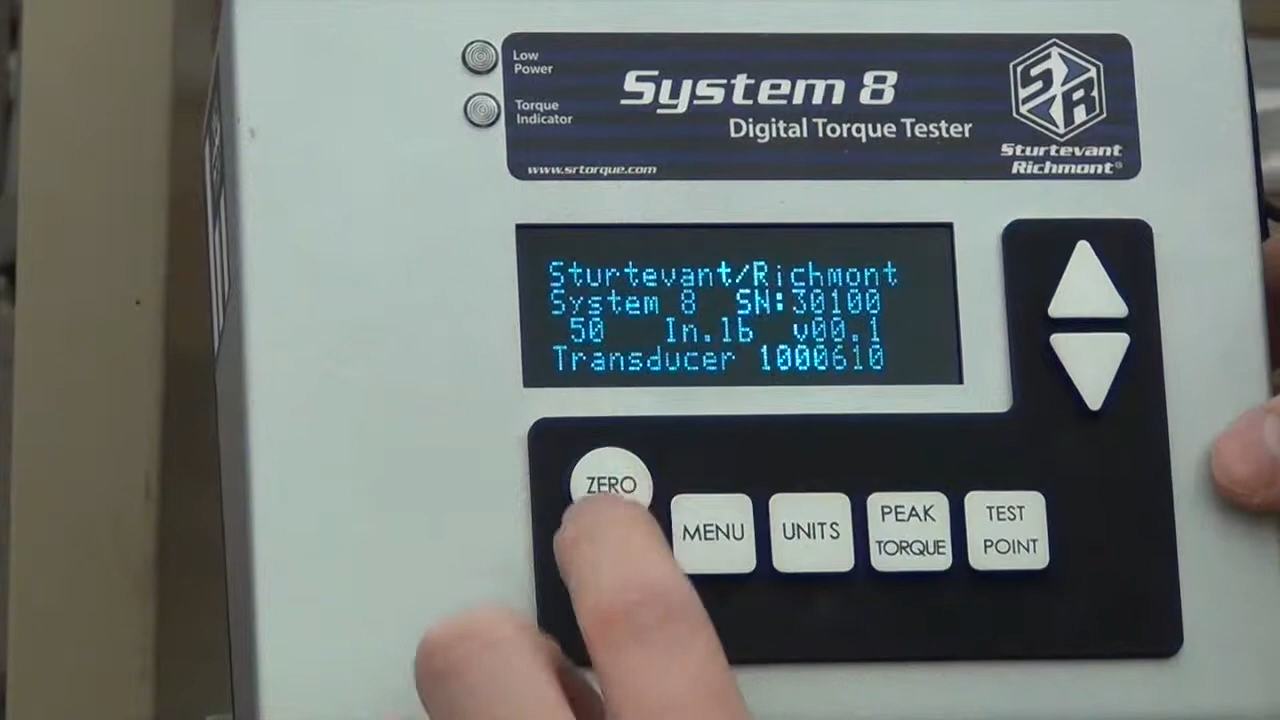 Low
Power
Torque
Indicator
System 8
Digital Torque Tester
www.srtorque.com
SR
Sturtevant
Richmont®
Sturtevant/Richmont
System 8 SN:30100
50 In.lb v00.1
Transducer 1000610
ZERO
MENU
UNITS
PEAK
TORQUE
TEST
POINT